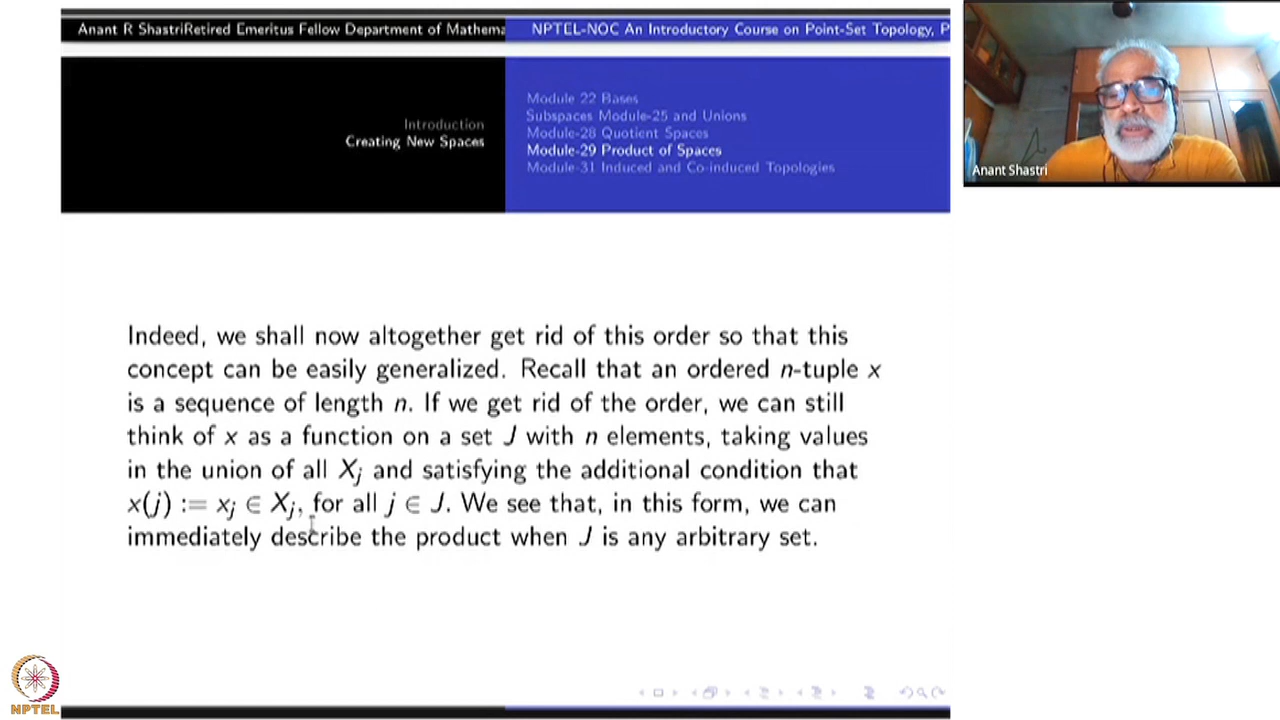 Anant R ShastriRetired Emeritus Fellow Department of Mathema
NPTEL-NOC An Introductory Course on Point-Set Topology, P
Introduction
Creating New Spaces
Module 22 Bases
Subspaces Module-25 and Unions
Module-28 Quotient Spaces
Module-29 Product of Spaces
Module-31 Induced and Co-induced Topologies
Anant Shastri
Indeed, we shall now altogether get rid of this order so that this
concept can be easily generalized. Recall that an ordered n-tuple x
is a sequence of length n. If we get rid of the order, we can still
think of x as a function on a set J with n elements, taking values
in the union of all Xⱼ and satisfying the additional condition that
x(j) := xⱼ ∈ Xⱼ, for all j ∈ J. We see that, in this form, we can
immediately describe the product when J is any arbitrary set.
NPTEL